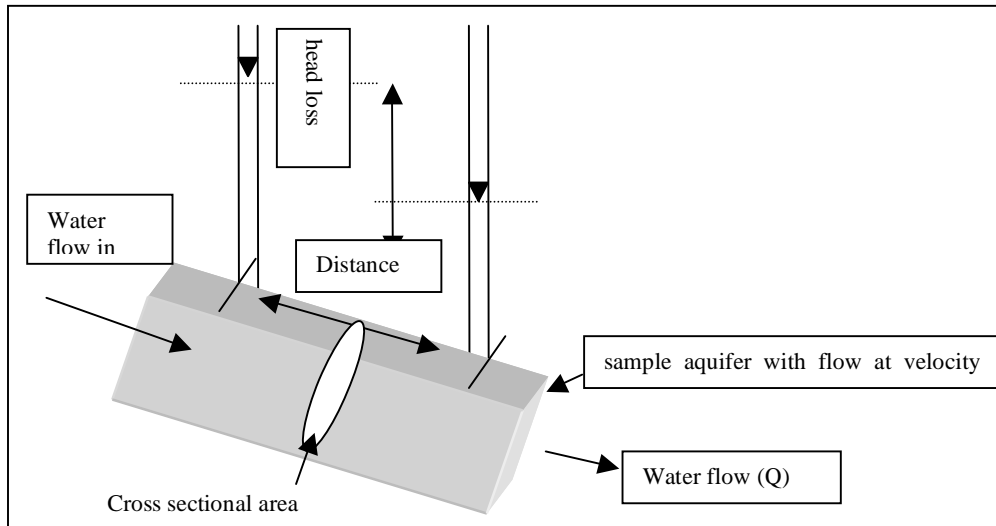 head loss
Water
flow in
Distance
sample aquifer with flow at velocity
Water flow (Q)
Cross sectional area